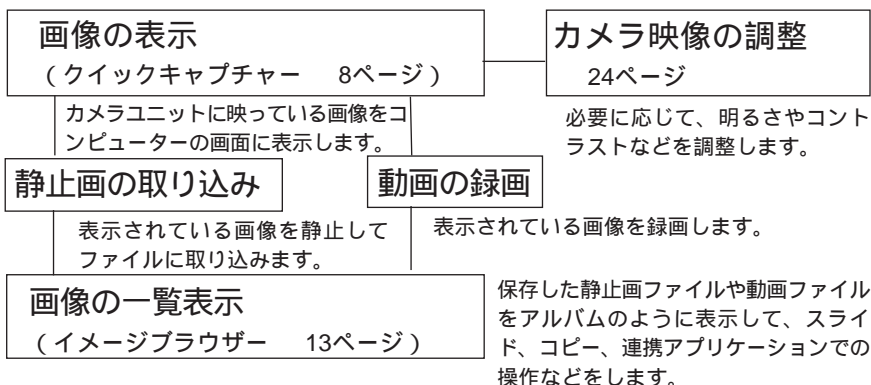 画像の表示
（クイックキャプチャー　8ページ）
カメラ映像の調整
24ページ
カメラユニットに映っている画像をコ
ンピューターの画面に表示します。
必要に応じて、明るさやコント
ラストなどを調整します。
静止画の取り込み
動画の録画
表示されている画像を静止して
ファイルに取り込みます。
表示されている画像を録画します。
画像の一覧表示
（イメージブラウザー　13ページ）
保存した静止画ファイルや動画ファイル
をアルバムのように表示して、スライ
ド、コピー、連携アプリケーションでの
操作などをします。